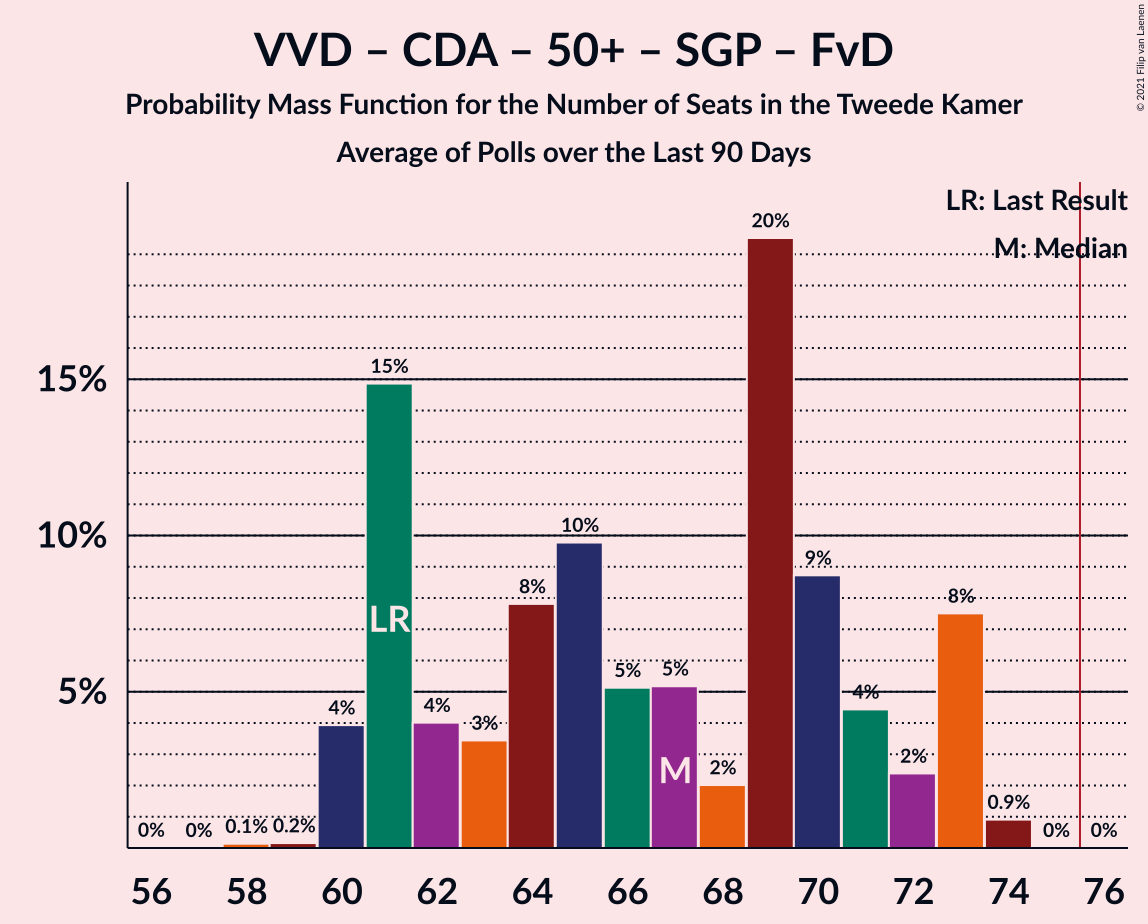 VVD – CDA – 50+ – SGP – FvD
Probability Mass Function for the Number of Seats in the Tweede Kamer
Average of Polls over the Last 90 Days
© 2021 Filip van Laenen
LR: Last Result
M: Median
15%
10%
5%
0%
0%
0.1%
0.2%
4%
15%
4%
3%
8%
10%
5%
5%
2%
20%
9%
4%
2%
8%
0.9%
0%
0%
LR
M
56 58 60 62 64 66 68 70 72 74 76